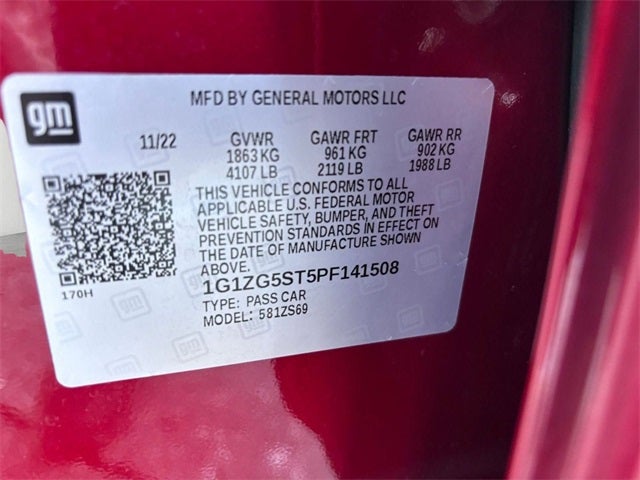 gm
MFD BY GENERAL MOTORS LLC
11/22 GVWR GAWR FRT GAWR RR
1863 KG 961 KG 902 KG
4107 LB 2119 LB 1988 LB
THIS VEHICLE CONFORMS TO ALL
APPLICABLE U.S. FEDERAL MOTOR
VEHICLE SAFETY, BUMPER, AND THEFT
PREVENTION STANDARDS IN EFFECT ON
THE DATE OF MANUFACTURE SHOWN
ABOVE.
170H
1G1ZG5ST5PF141508
TYPE: PASS CAR
MODEL: 581ZS69